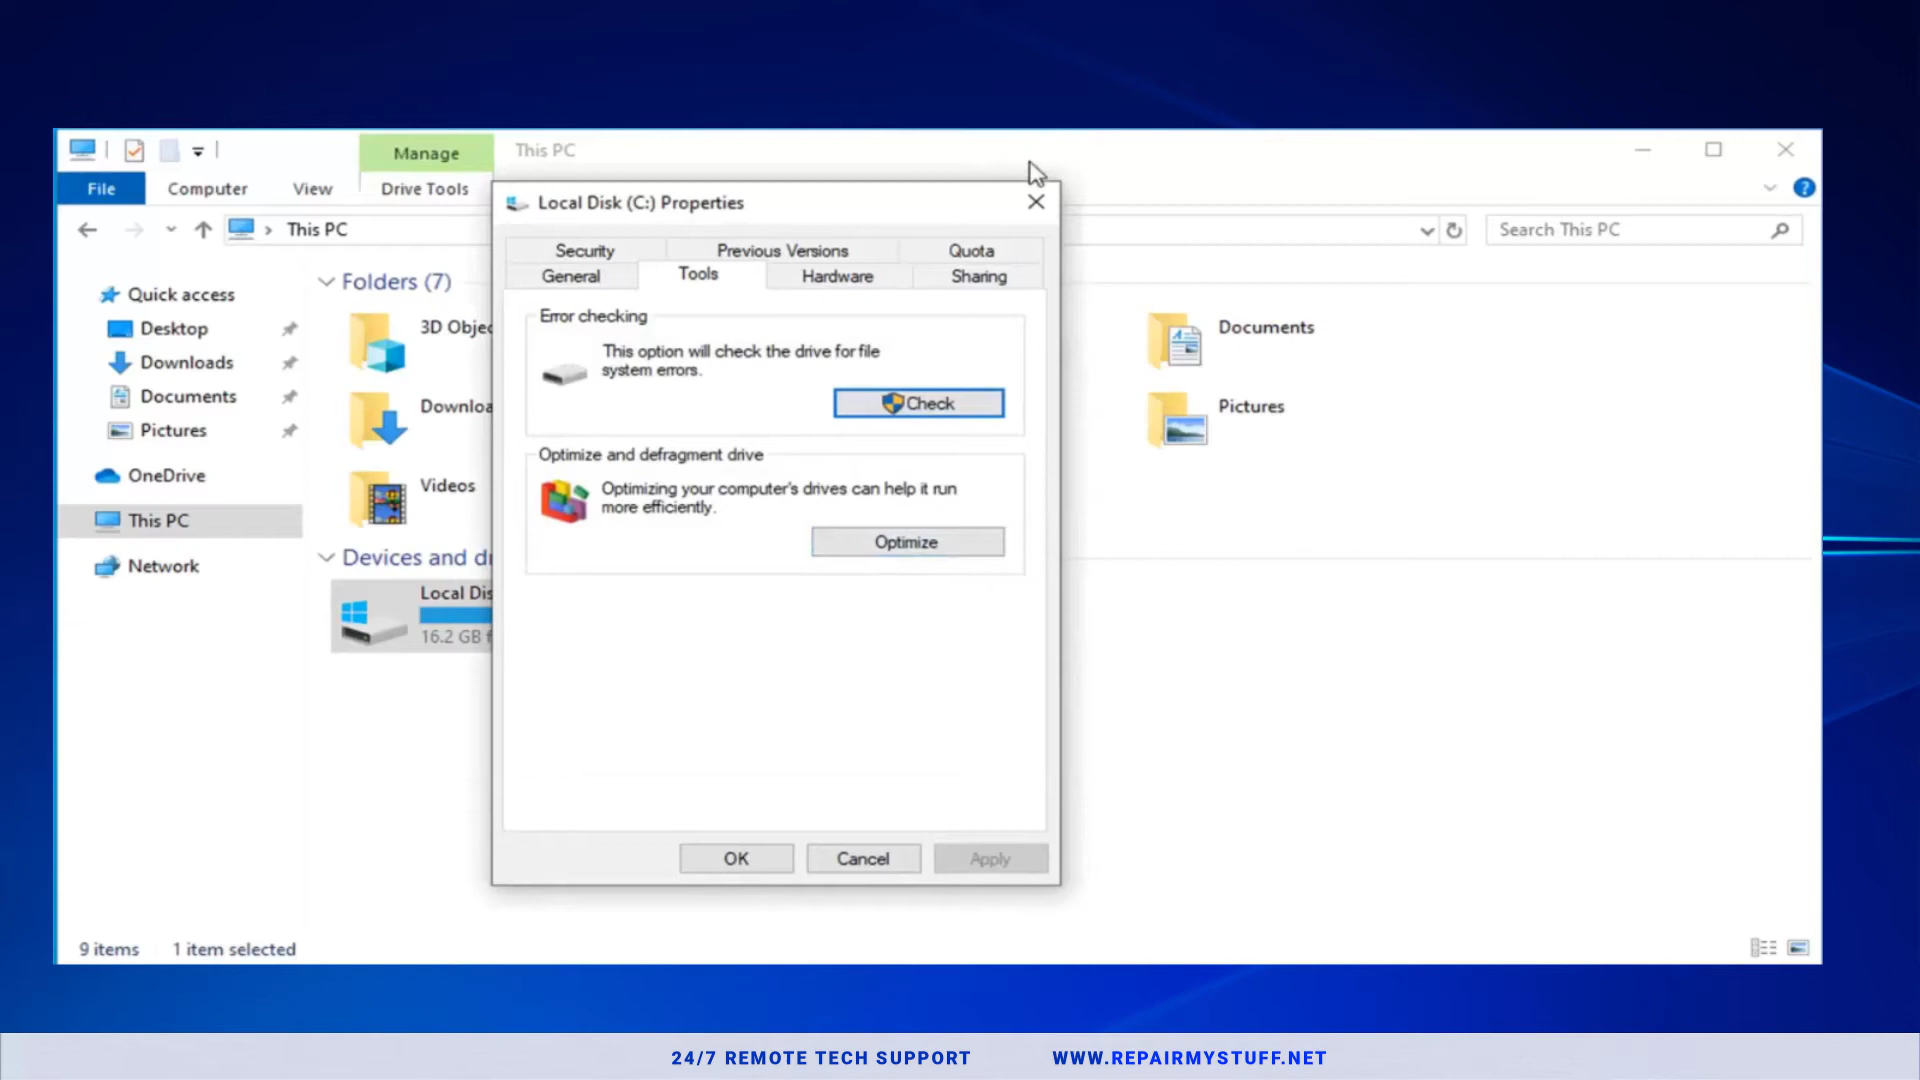 Manage
This PC
File
Computer
View
Drive Tools
This PC
Search This PC
Quick access
Desktop
Downloads
Documents
Pictures
OneDrive
This PC
Network
Folders (7)
3D Objec
Downloa
Videos
Documents
Pictures
Devices and dr
Local Dis
16.2 GB f
Local Disk (C:) Properties
Security
Previous Versions
Quota
General
Tools
Hardware
Sharing
Error checking
This option will check the drive for file
system errors.
Check
Optimize and defragment drive
Optimizing your computer's drives can help it run
more efficiently.
Optimize
OK
Cancel
Apply
9 items
1 item selected
24/7 REMOTE TECH SUPPORT
WWW.REPAIRMYSTUFF.NET